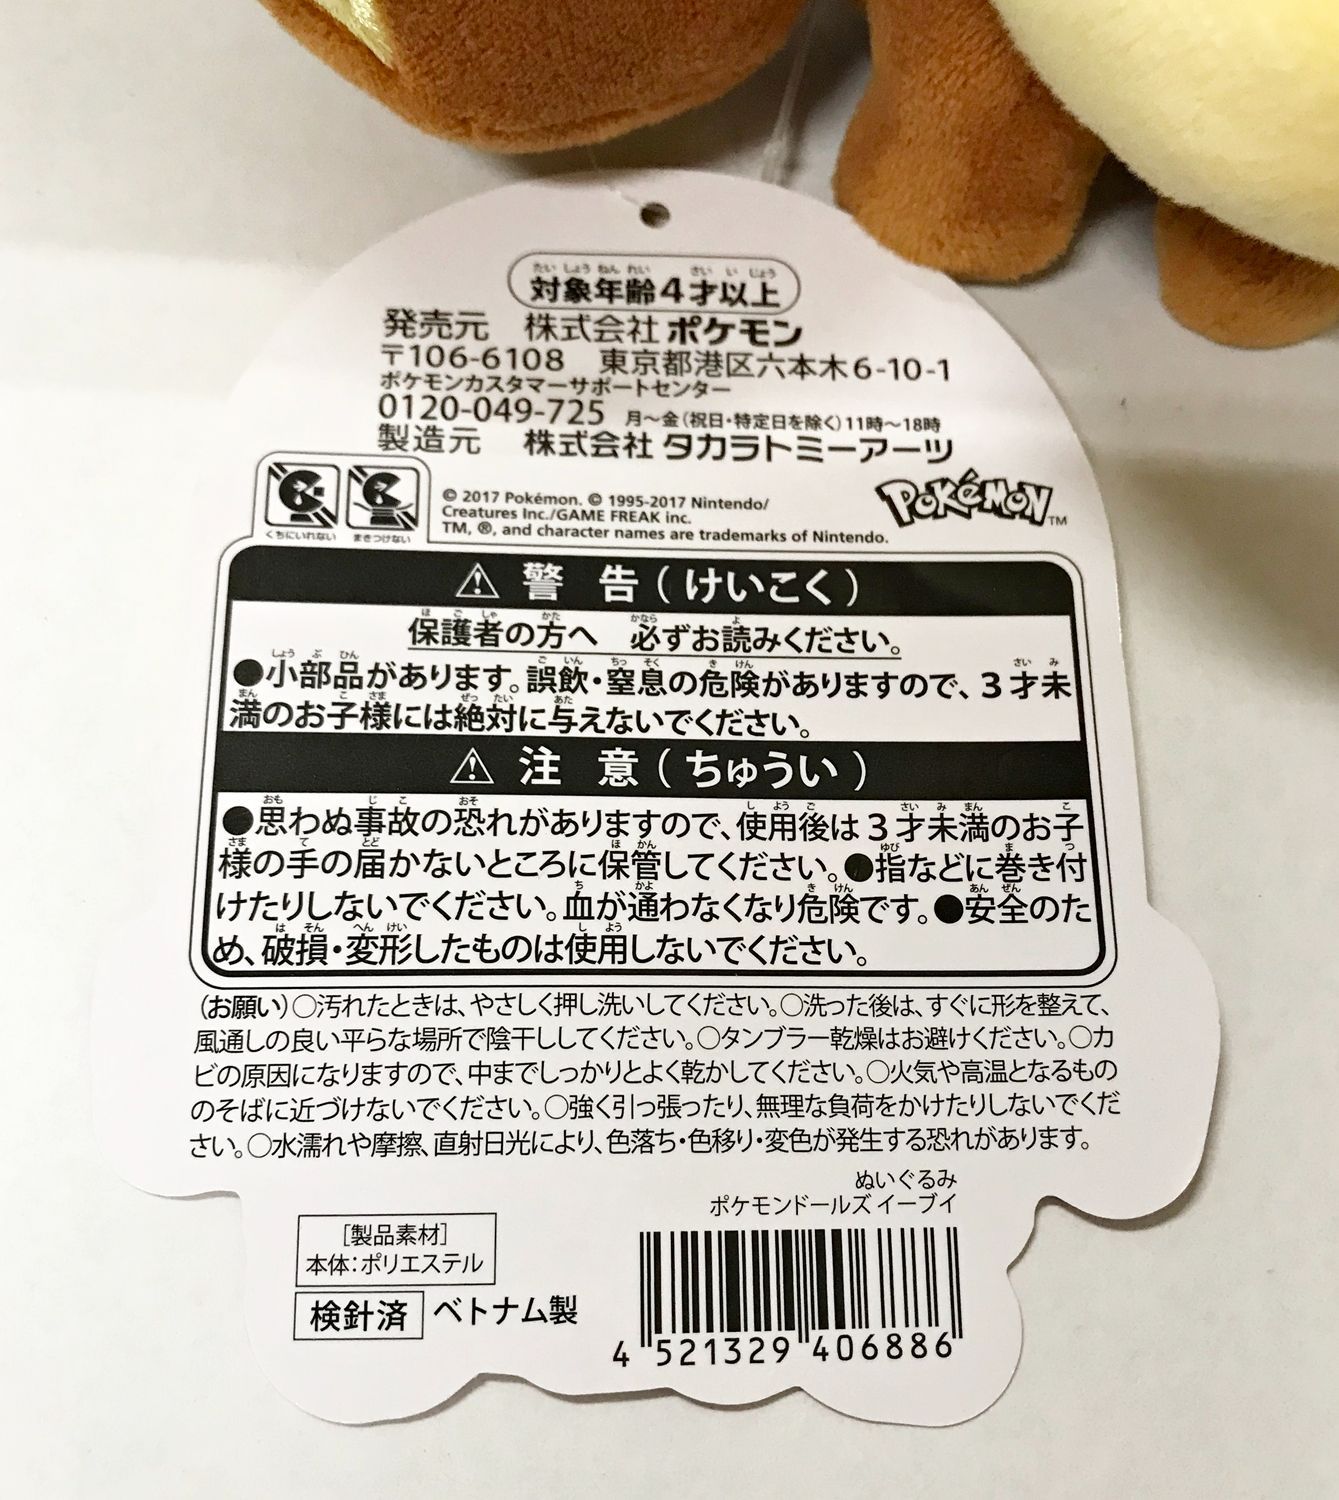 対象年齢4才以上
発売元　株式会社 ポケモン
〒106-6108　東京都港区六本木6-10-1
ポケモンカスタマーサポートセンター
0120-049-725　月～金(祝日・特定日を除く)11時～18時
製造元　株式会社 タカラトミーアーツ
くちにいれない　まきつけない
© 2017 Pokémon. © 1995-2017 Nintendo/
Creatures Inc./GAME FREAK inc.
TM, ®, and character names are trademarks of Nintendo.
POKéMON TM
⚠ 警 告 ( けいこく )
保護者の方へ　必ずお読みください。
●小部品があります。誤飲・窒息の危険がありますので、3才未
満のお子様には絶対に与えないでください。
⚠ 注 意 ( ちゅうい )
●思わぬ事故の恐れがありますので、使用後は3才未満のお子
様の手の届かないところに保管してください。●指などに巻き付
けたりしないでください。血が通わなくなり危険です。●安全のた
め、破損・変形したものは使用しないでください。
(お願い)○汚れたときは、やさしく押し洗いしてください。○洗った後は、すぐに形を整えて、
風通しの良い平らな場所で陰干ししてください。○タンブラー乾燥はお避けください。○カ
ビの原因になりますので、中までしっかりとよく乾かしてください。○火気や高温となるもの
のそばに近づけないでください。○強く引っ張ったり、無理な負荷をかけたりしないでくだ
さい。○水濡れや摩擦、直射日光により、色落ち・色移り・変色が発生する恐れがあります。
ぬいぐるみ
ポケモンドールズ イーブイ
[製品素材]
本体：ポリエステル
検針済 ベトナム製
4 521329 406886